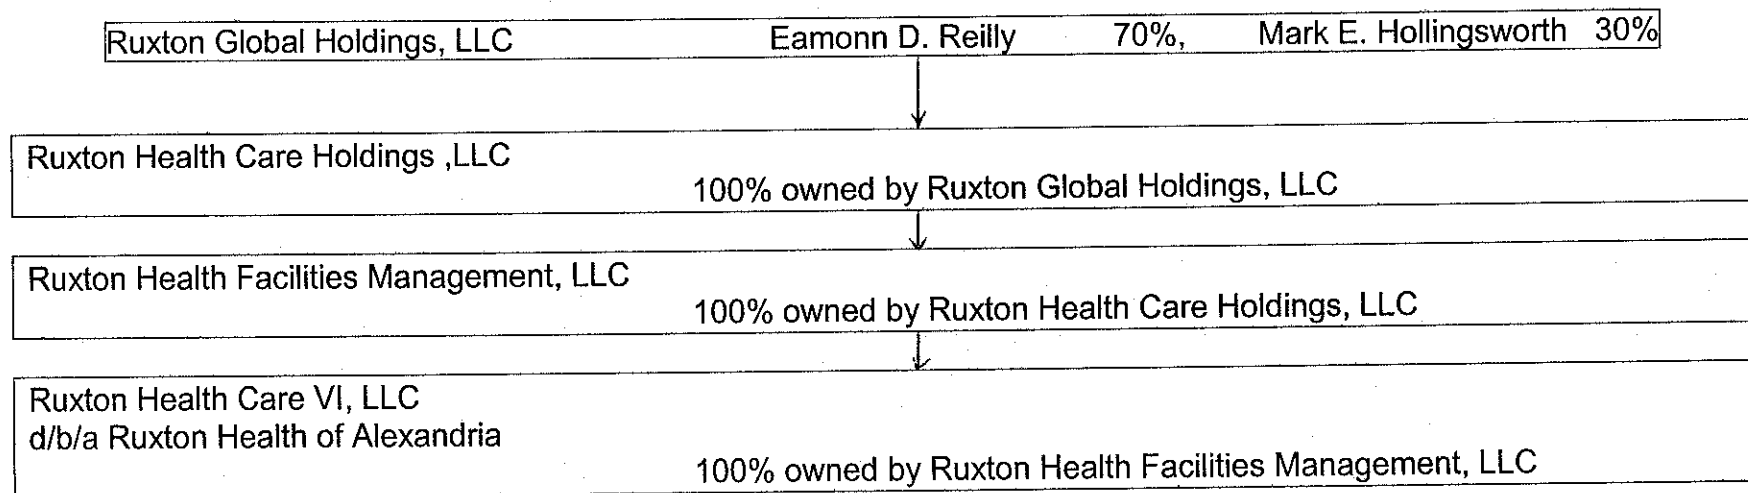 Ruxton Global Holdings, LLC Eamonn D. Reilly 70%, Mark E. Hollingsworth 30%
Ruxton Health Care Holdings ,LLC
100% owned by Ruxton Global Holdings, LLC
Ruxton Health Facilities Management, LLC
100% owned by Ruxton Health Care Holdings, LLC
Ruxton Health Care VI, LLC
d/b/a Ruxton Health of Alexandria
100% owned by Ruxton Health Facilities Management, LLC